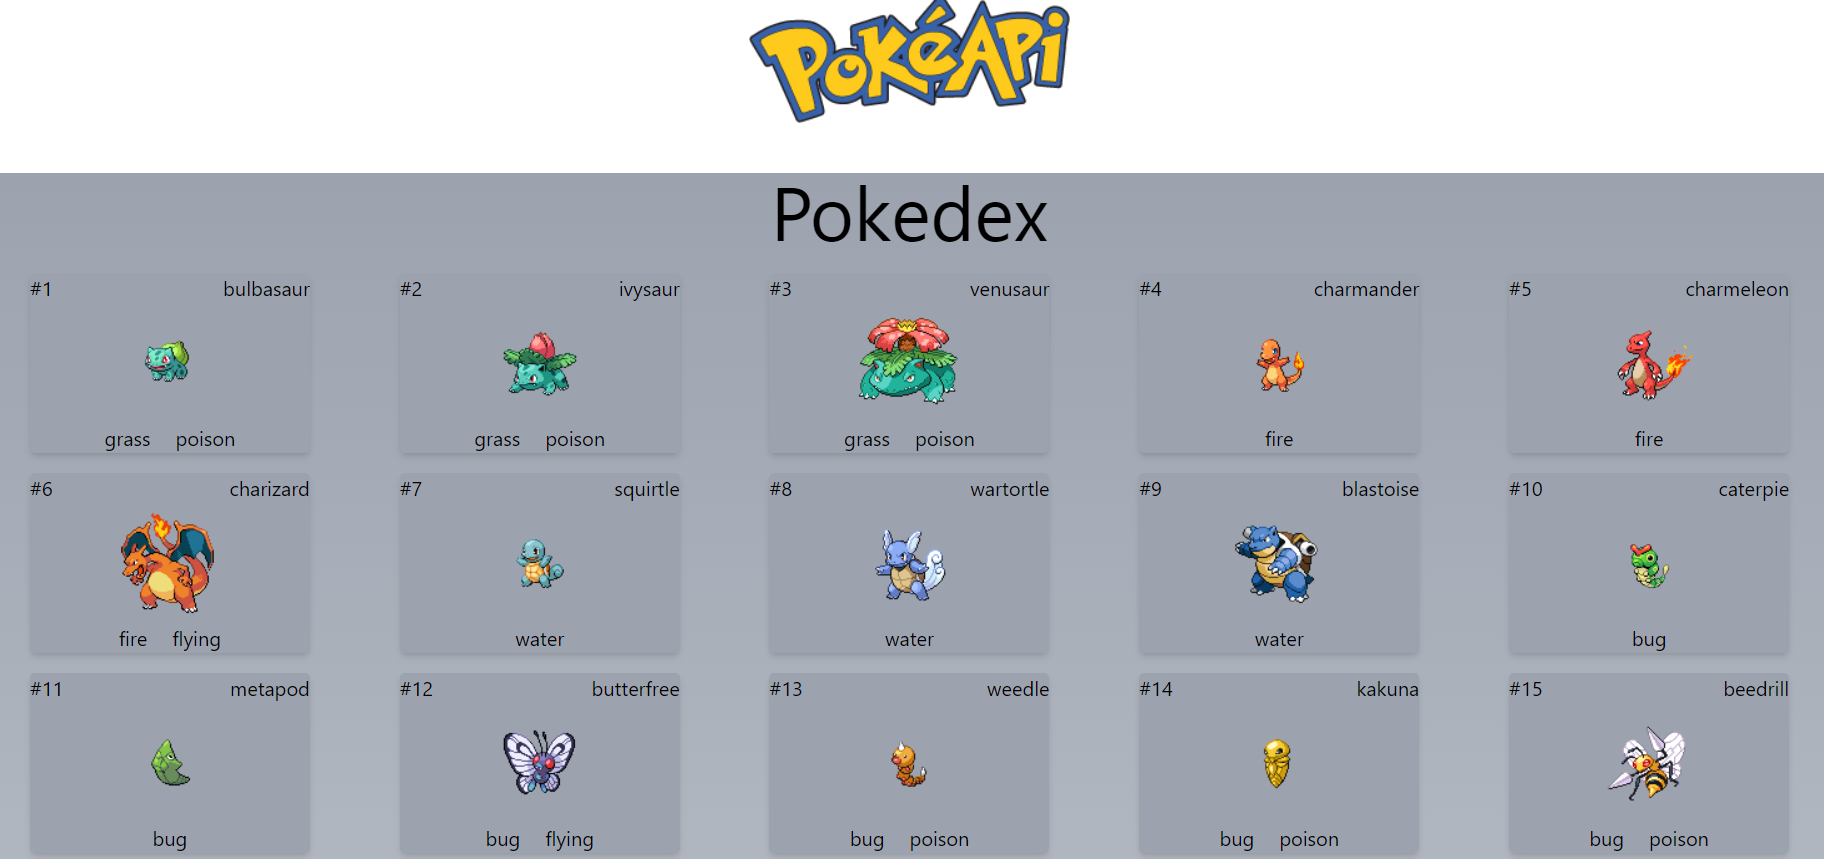 PokéAPi
Pokedex
#1 bulbasaur
grass poison
#2 ivysaur
grass poison
#3 venusaur
grass poison
#4 charmander
fire
#5 charmeleon
fire
#6 charizard
fire flying
#7 squirtle
water
#8 wartortle
water
#9 blastoise
water
#10 caterpie
bug
#11 metapod
bug
#12 butterfree
bug flying
#13 weedle
bug poison
#14 kakuna
bug poison
#15 beedrill
bug poison